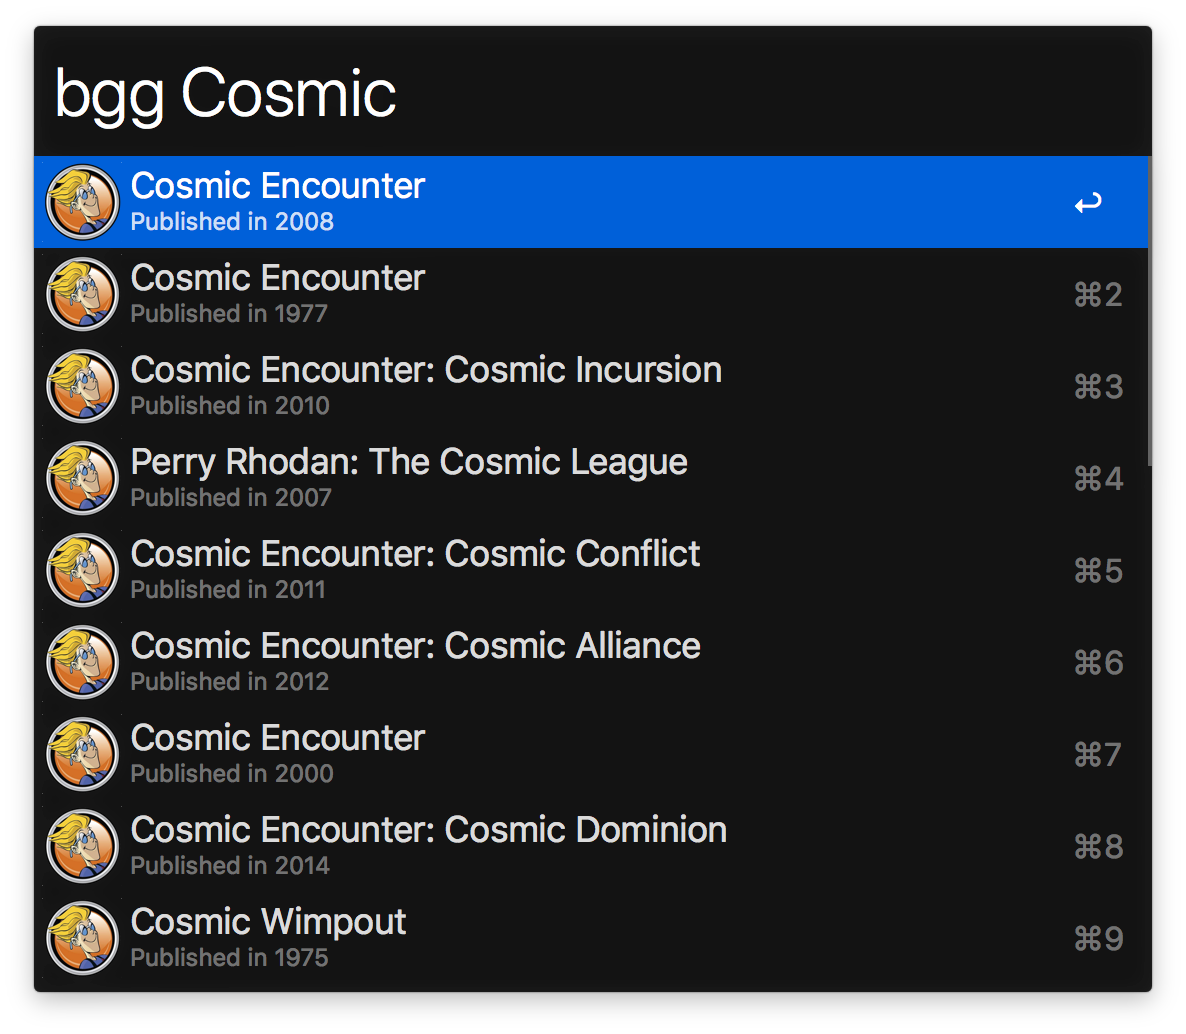 bgg Cosmic
Cosmic Encounter
Published in 2008
↩
Cosmic Encounter
Published in 1977
⌘2
Cosmic Encounter: Cosmic Incursion
Published in 2010
⌘3
Perry Rhodan: The Cosmic League
Published in 2007
⌘4
Cosmic Encounter: Cosmic Conflict
Published in 2011
⌘5
Cosmic Encounter: Cosmic Alliance
Published in 2012
⌘6
Cosmic Encounter
Published in 2000
⌘7
Cosmic Encounter: Cosmic Dominion
Published in 2014
⌘8
Cosmic Wimpout
Published in 1975
⌘9